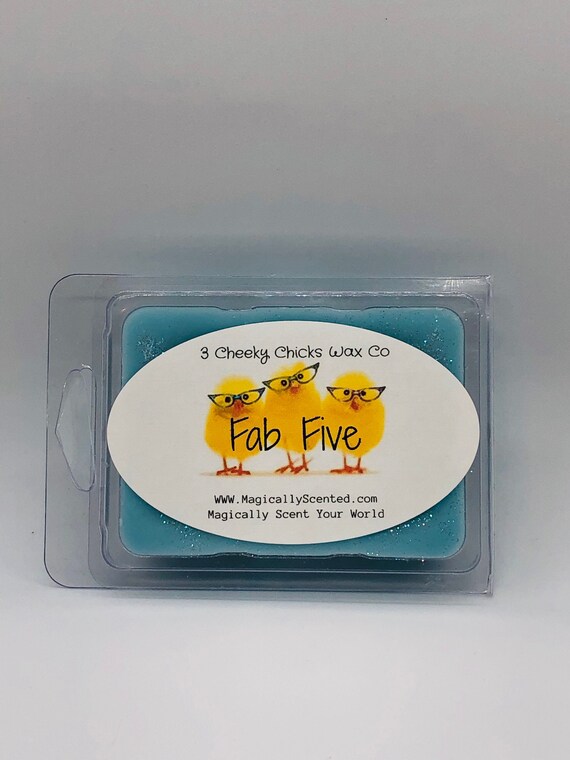 3 Cheeky Chicks Wax Co
Fab Five
WWW.MagicallyScented.com
Magically Scent Your World